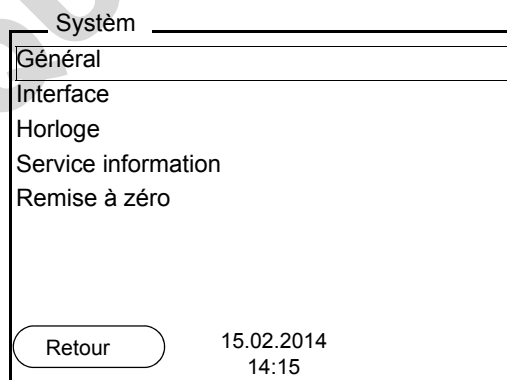 Systèm
Général
Interface
Horloge
Service information
Remise à zéro
Retour
15.02.2014
14:15